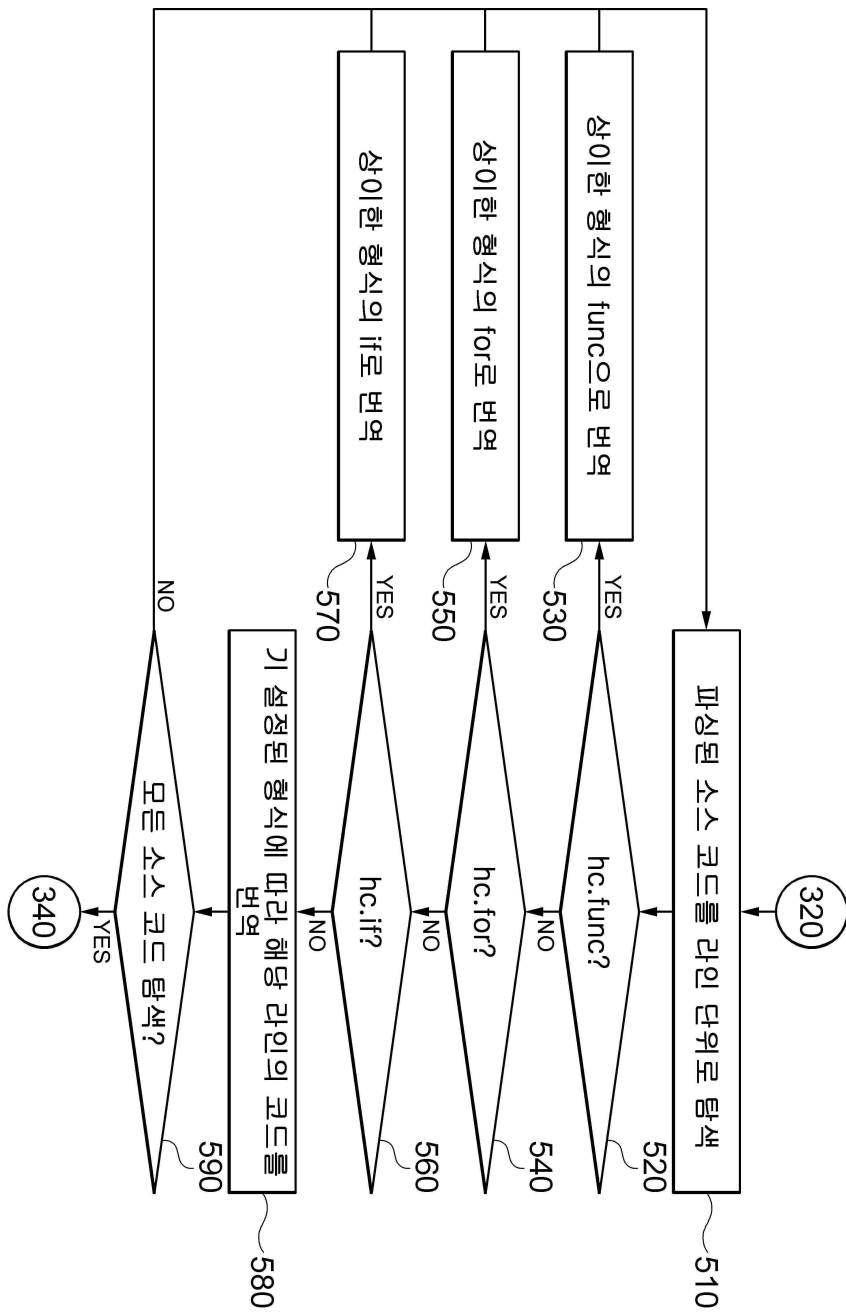 320
파싱된 소스 코드를 라인 단위로 탐색
510
hc.func?
520
YES
상이한 형식의 func으로 번역
530
NO
hc.for?
540
YES
상이한 형식의 for로 번역
550
NO
hc.if?
560
YES
상이한 형식의 if로 번역
570
NO
기 설정된 형식에 따라 해당 라인의 코드를
번역
580
모든 소스 코드 탐색?
590
NO
YES
340